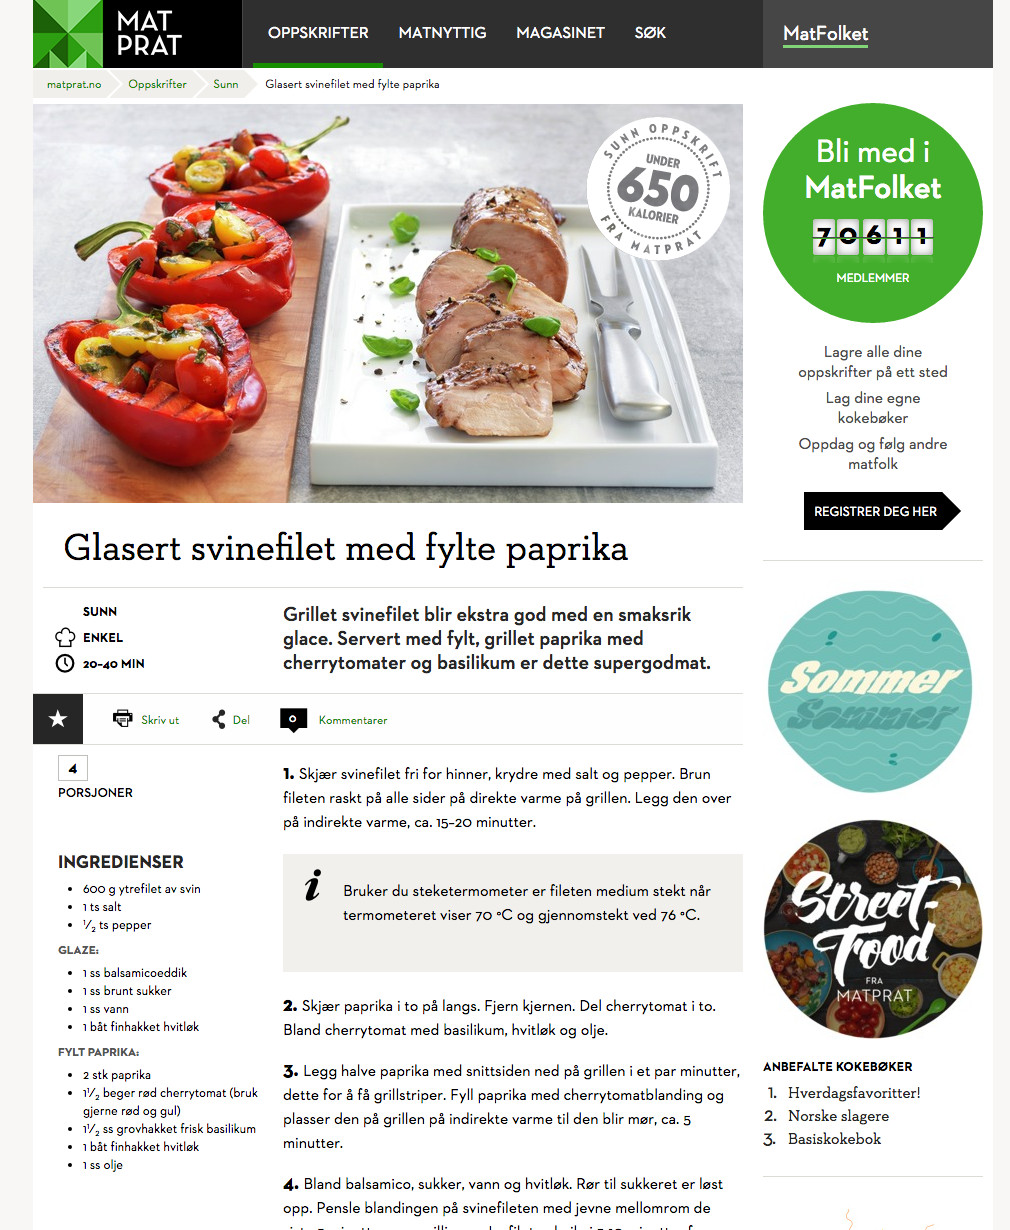 MAT
PRAT
OPPSKRIFTER
MATNYTTIG
MAGASINET
SØK
MatFolket
matprat.no
Oppskrifter
Sunn
Glasert svinefilet med fylte paprika
SUNN OPPSKRIFT
UNDER
650
KALORIER
FRA MATPRAT
Bli med i
MatFolket
70611
MEDLEMMER
Lagre alle dine
oppskrifter på ett sted
Lag dine egne
kokebøker
Oppdag og følg andre
matfolk
REGISTRER DEG HER
Glasert svinefilet med fylte paprika
SUNN
ENKEL
20-40 MIN
Grillet svinefilet blir ekstra god med en smaksrik
glace. Servert med fylt, grillet paprika med
cherrytomater og basilikum er dette supergodmat.
Skriv ut
Del
0
Kommentarer
4
PORSJONER
INGREDIENSER
• 600 g ytrefilet av svin
• 1 ts salt
• 1/2 ts pepper
GLAZE:
• 1 ss balsamicoeddik
• 1 ss brunt sukker
• 1 ss vann
• 1 båt finhakket hvitløk
FYLT PAPRIKA:
• 2 stk paprika
• 1 1/2 beger rød cherrytomat (bruk
gjerne rød og gul)
• 1 1/2 ss grovhakket frisk basilikum
• 1 båt finhakket hvitløk
• 1 ss olje
1. Skjær svinefilet fri for hinner, krydre med salt og pepper. Brun
fileten raskt på alle sider på direkte varme på grillen. Legg den over
på indirekte varme, ca. 15-20 minutter.
i
Bruker du steketermometer er fileten medium stekt når
termometeret viser 70 °C og gjennomstekt ved 76 °C.
2. Skjær paprika i to på langs. Fjern kjernen. Del cherrytomat i to.
Bland cherrytomat med basilikum, hvitløk og olje.
3. Legg halve paprika med snittsiden ned på grillen i et par minutter,
dette for å få grillstriper. Fyll paprika med cherrytomatblanding og
plasser den på grillen på indirekte varme til den blir mør, ca. 5
minutter.
4. Bland balsamico, sukker, vann og hvitløk. Rør til sukkeret er løst
opp. Pensle blandingen på svinefileten med jevne mellomrom de
Sommer
Sommer
Street-
Food
FRA
MATPRAT
ANBEFALTE KOKEBØKER
1. Hverdagsfavoritter!
2. Norske slagere
3. Basiskokebok